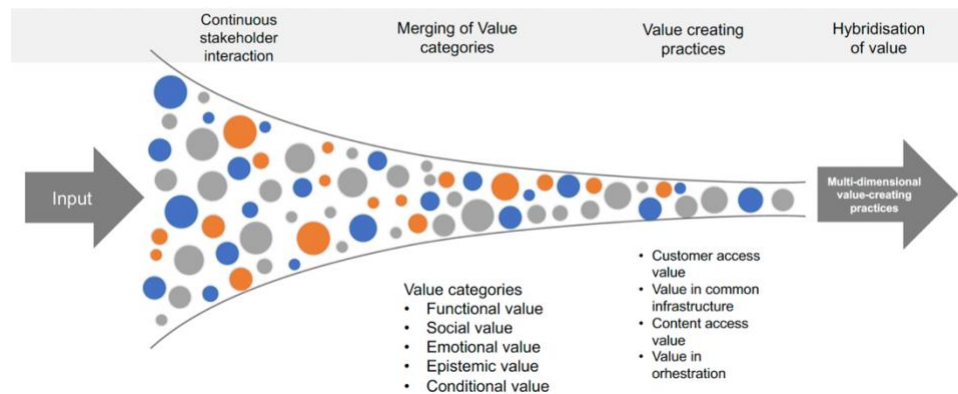 Continuous
stakeholder
interaction
Merging of Value
categories
Value creating
practices
Hybridisation
of value
Input
Multi-dimensional
value-creating
practices
Value categories
• Functional value
• Social value
• Emotional value
• Epistemic value
• Conditional value
• Customer access
value
• Value in common
infrastructure
• Content access
value
• Value in
orhestration